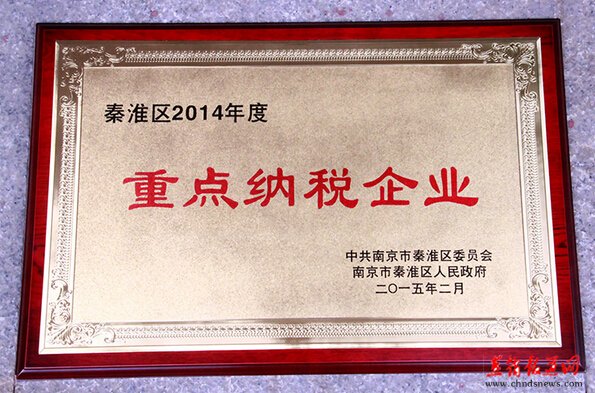 秦淮区2014年度
重点纳税企业
中共南京市秦淮区委员会
南京市秦淮区人民政府
二〇一五年二月
www.chndsnews.com